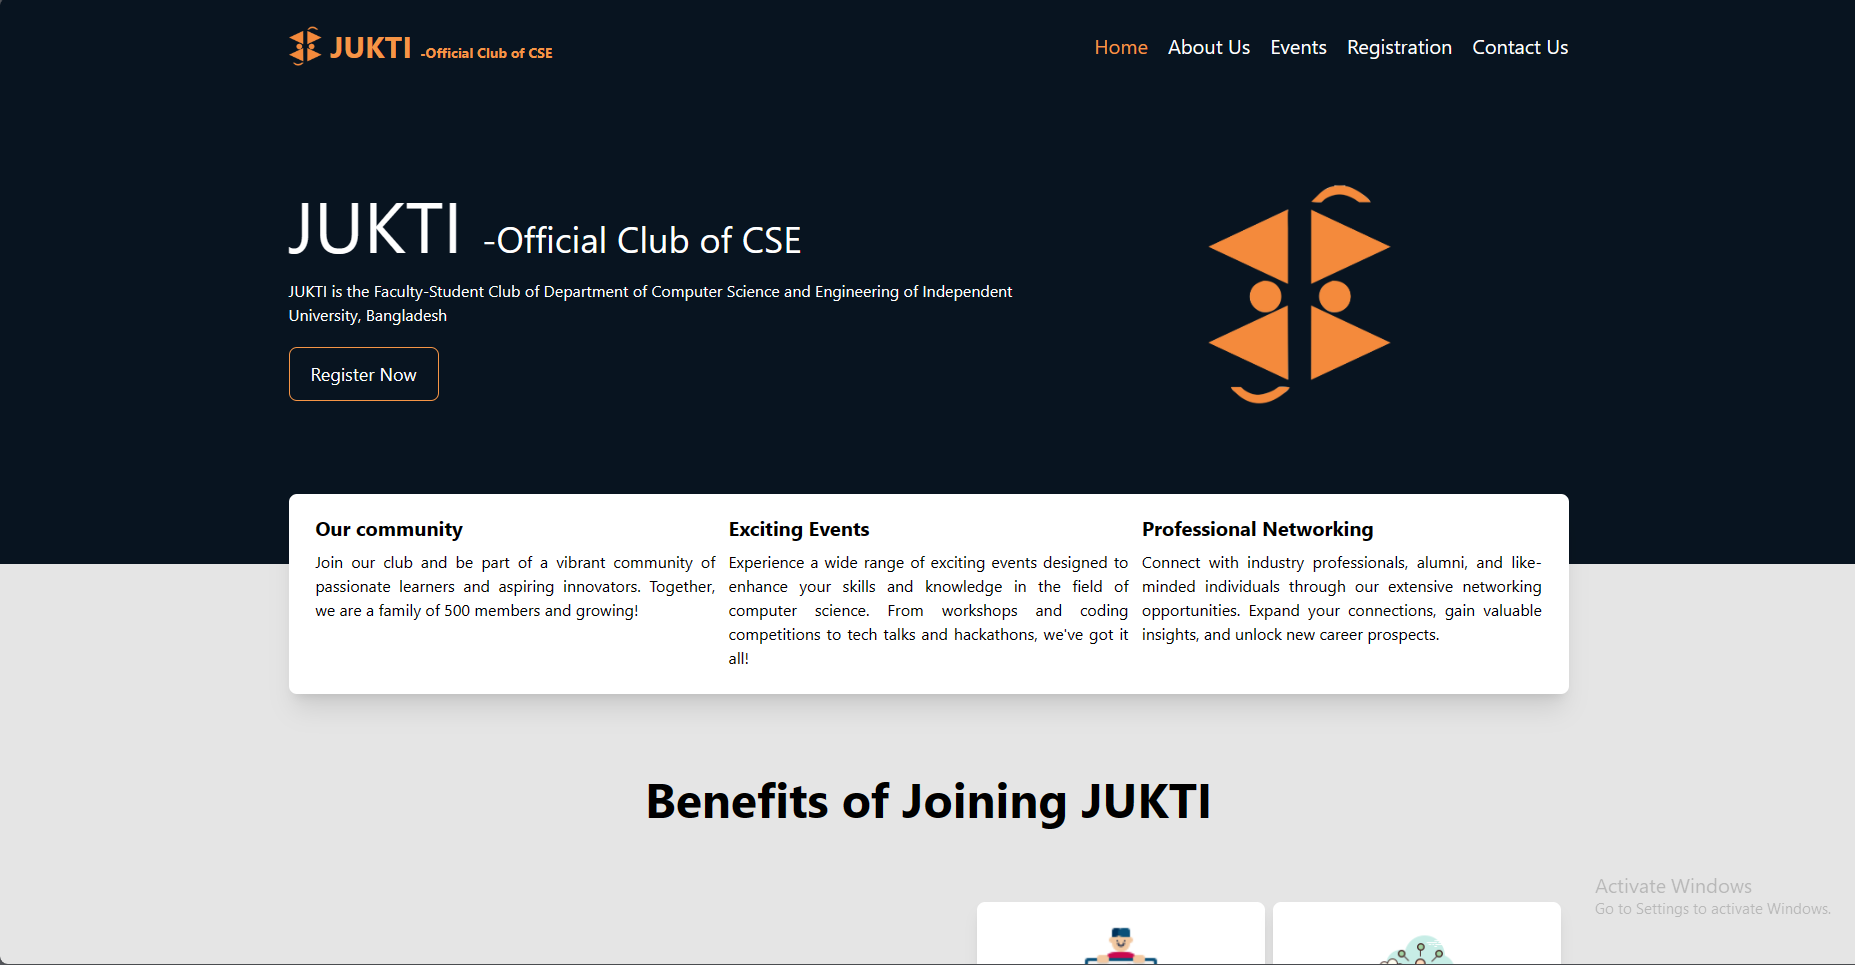 JUKTI -Official Club of CSE
Home About Us Events Registration Contact Us
JUKTI -Official Club of CSE
JUKTI is the Faculty-Student Club of Department of Computer Science and Engineering of Independent
University, Bangladesh
Register Now
Our community
Join our club and be part of a vibrant community of
passionate learners and aspiring innovators. Together,
we are a family of 500 members and growing!
Exciting Events
Experience a wide range of exciting events designed to
enhance your skills and knowledge in the field of
computer science. From workshops and coding
competitions to tech talks and hackathons, we've got it
all!
Professional Networking
Connect with industry professionals, alumni, and like-
minded individuals through our extensive networking
opportunities. Expand your connections, gain valuable
insights, and unlock new career prospects.
Benefits of Joining JUKTI
Activate Windows
Go to Settings to activate Windows.